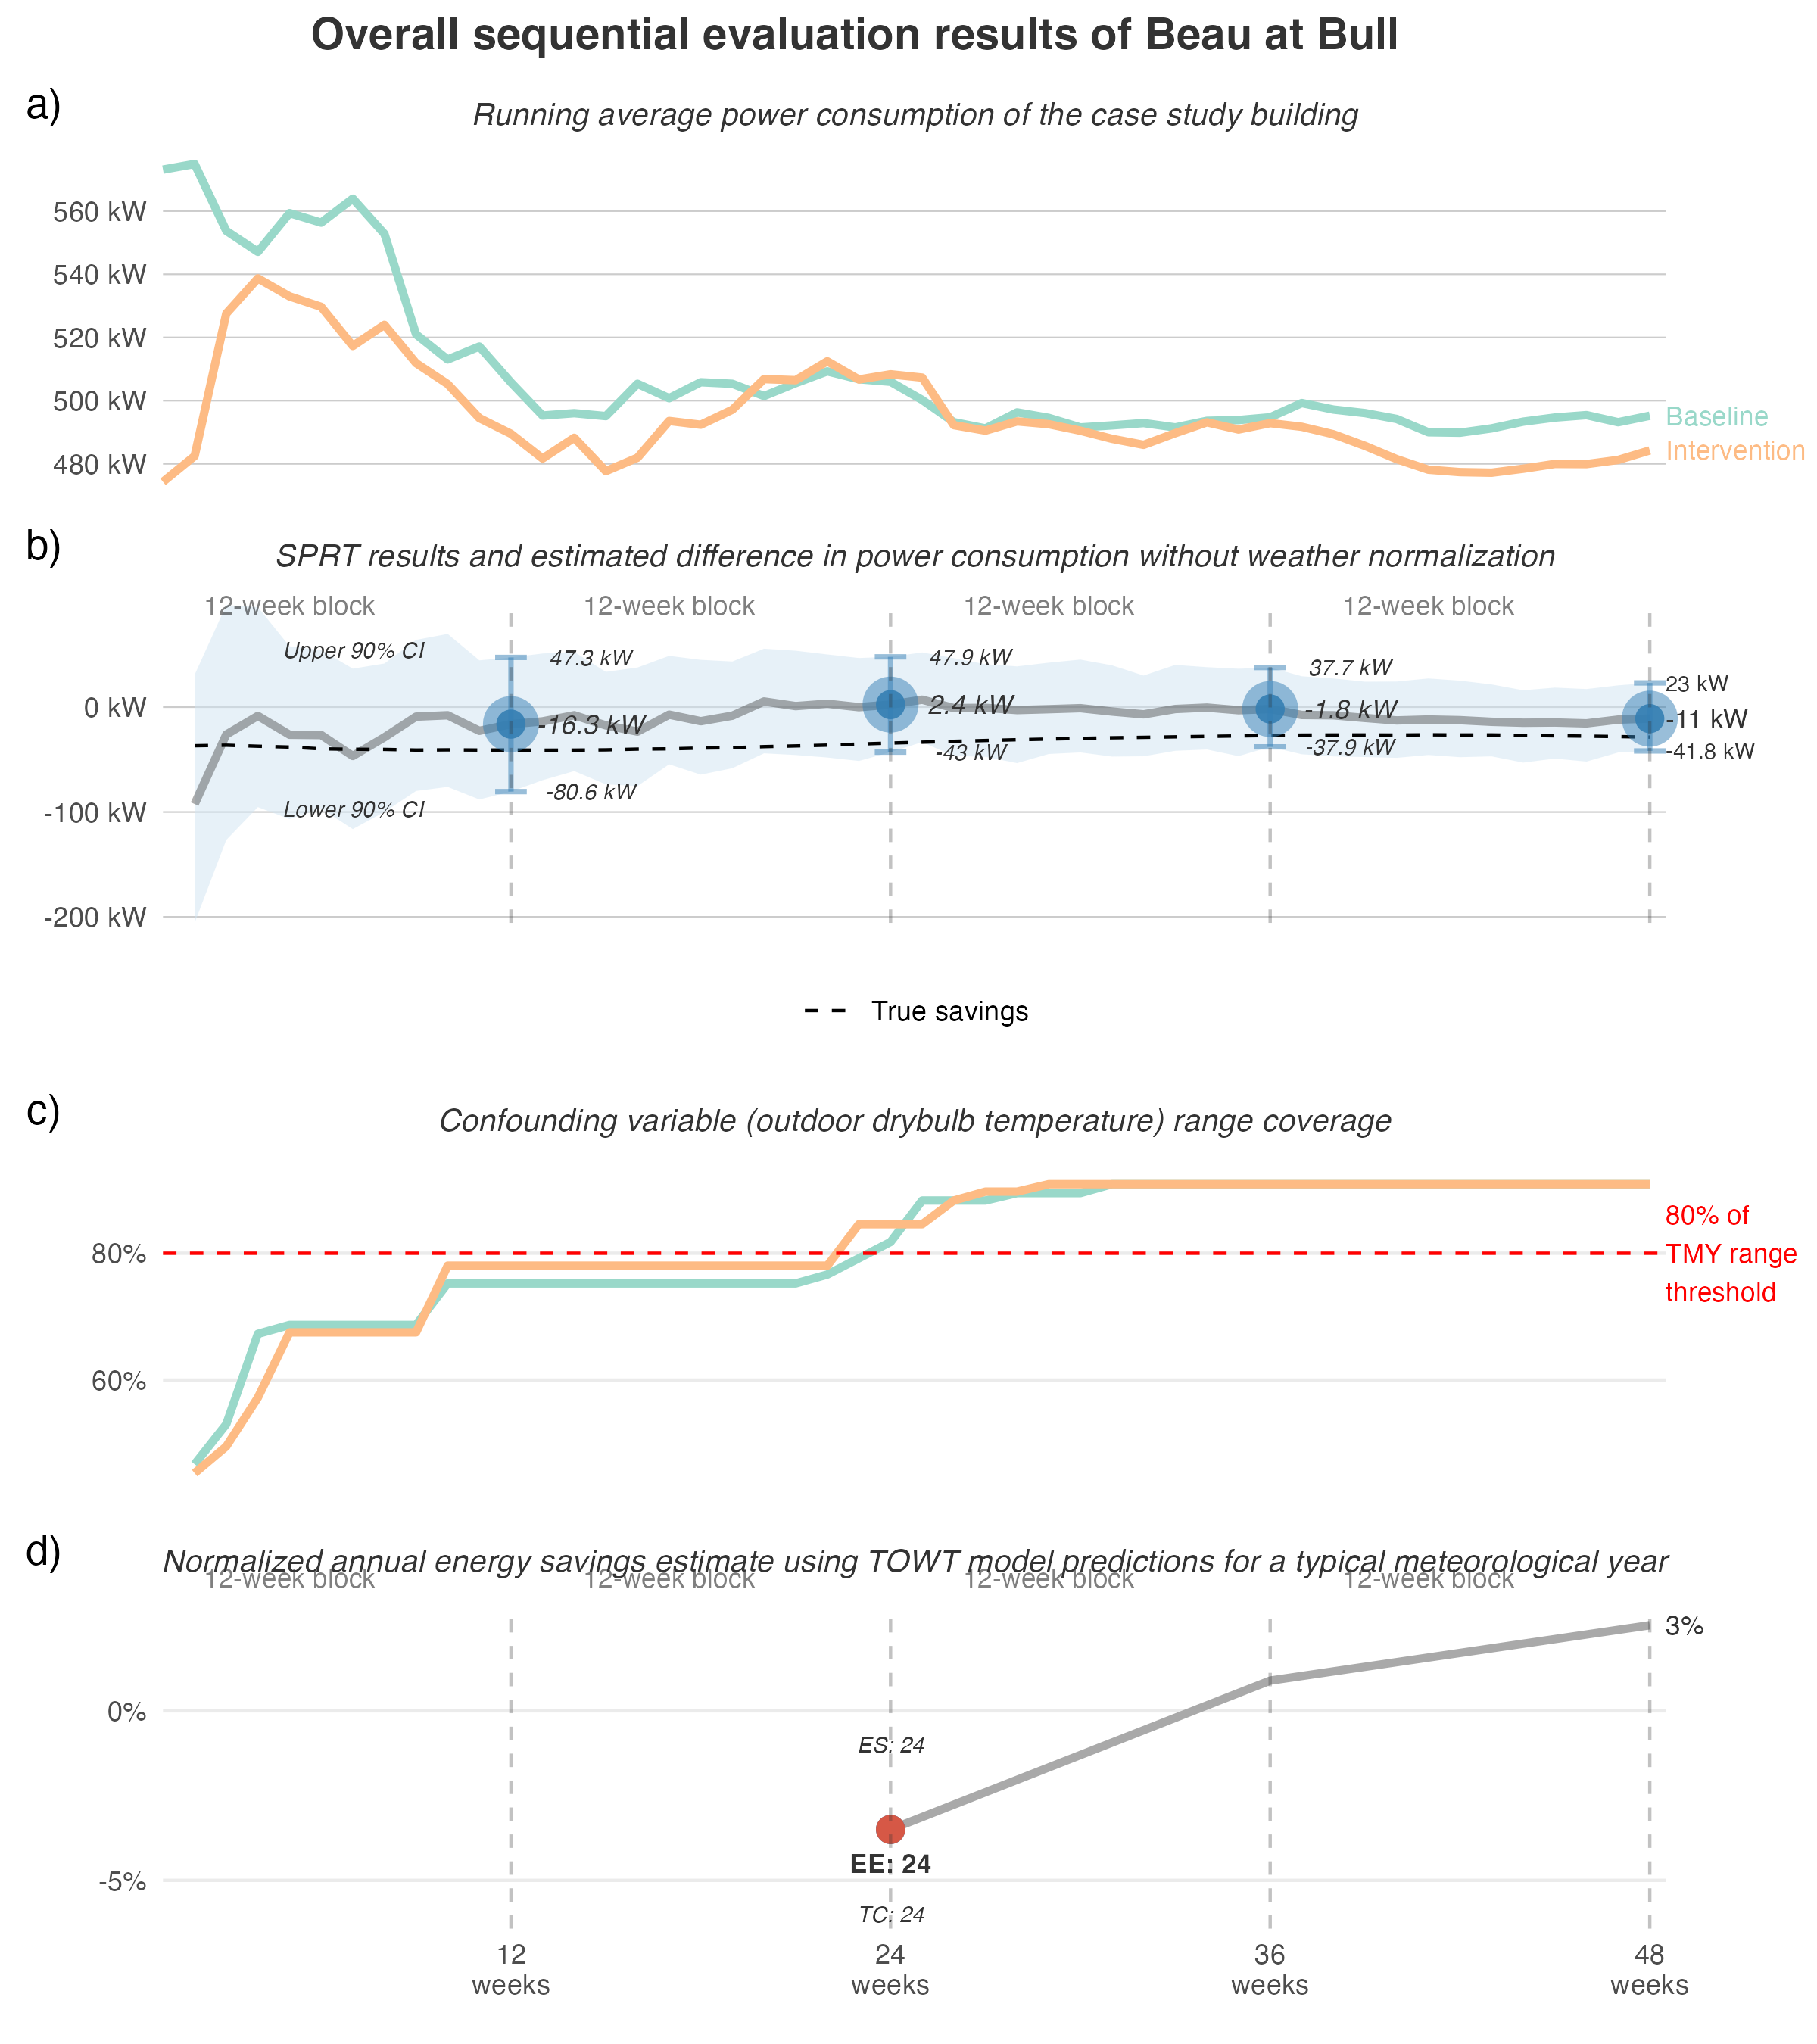 Overall sequential evaluation results of Beau at Bull
a)
Running average power consumption of the case study building
560 kW
540 kW
520 kW
500 kW
480 kW
Baseline
Intervention
b)
SPRT results and estimated difference in power consumption without weather normalization
12-week block 12-week block 12-week block 12-week block
Upper 90% CI
47.3 kW
47.9 kW
37.7 kW
23 kW
0 kW
-16.3 kW
2.4 kW
-1.8 kW
-11 kW
-43 kW
-37.9 kW
-41.8 kW
-80.6 kW
Lower 90% CI
-100 kW
-200 kW
True savings
c)
Confounding variable (outdoor drybulb temperature) range coverage
80%
60%
80% of
TMY range
threshold
d)
Normalized annual energy savings estimate using TOWT model predictions for a typical meteorological year
12-week block 12-week block 12-week block 12-week block
3%
0%
ES: 24
EE: 24
-5%
TC: 24
12 24 36 48
weeks weeks weeks weeks